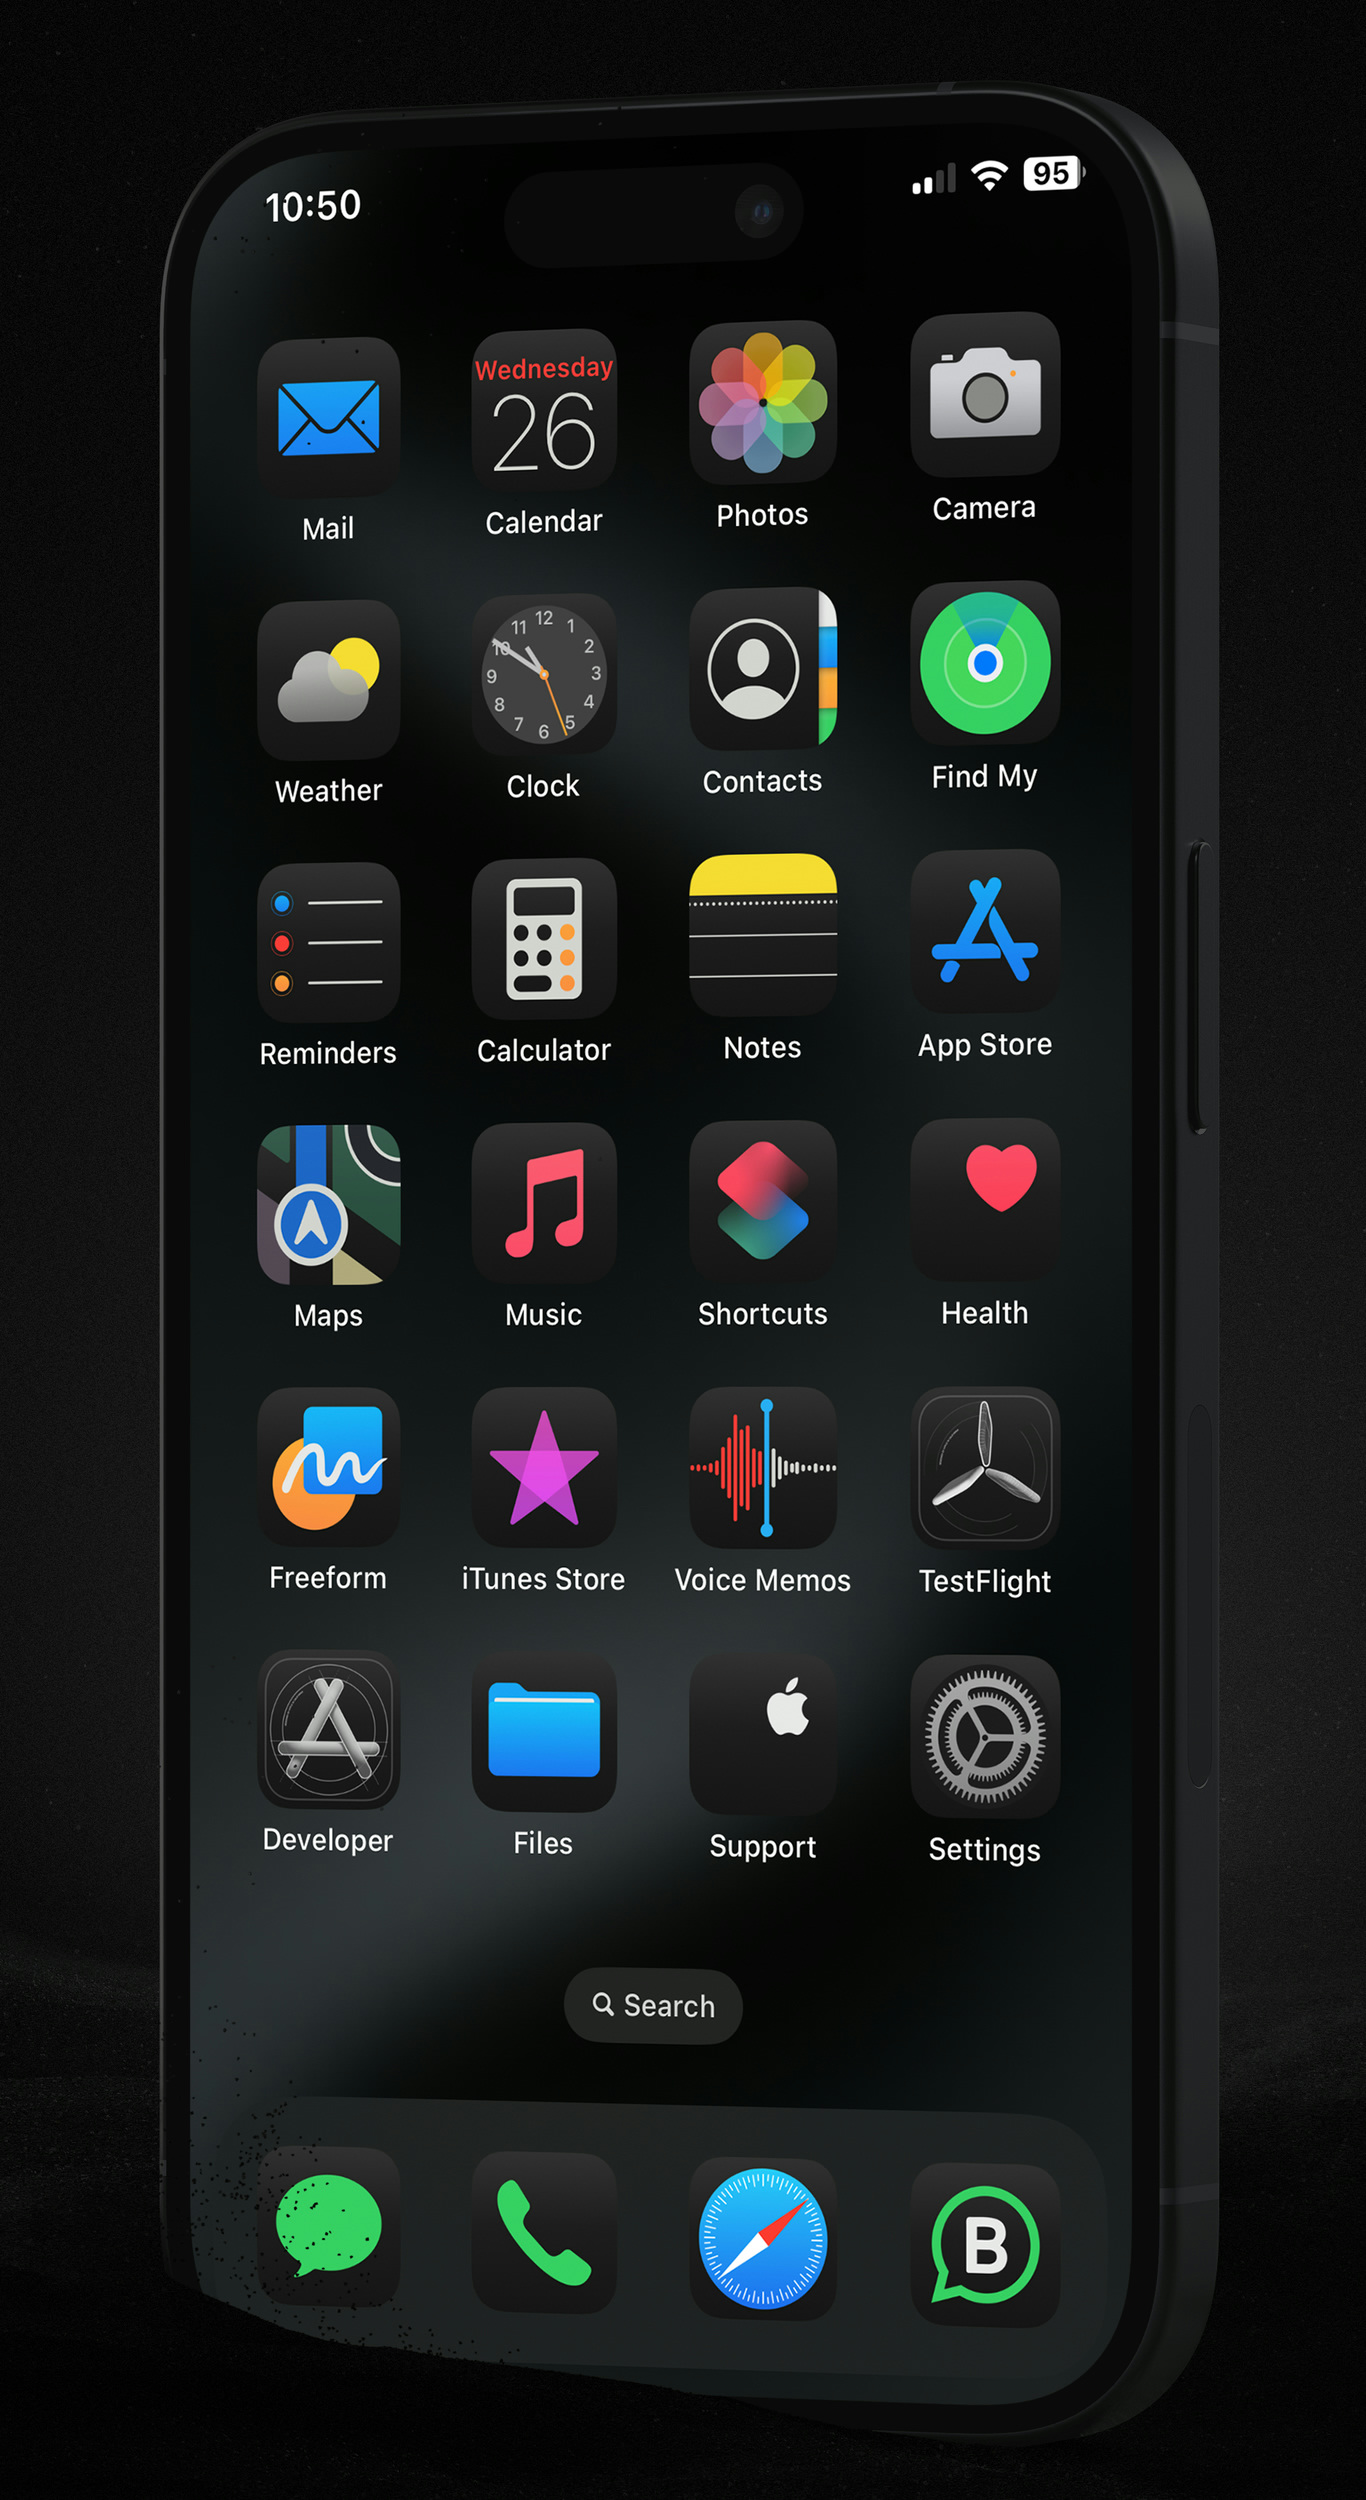 10:50
95
Wednesday
26
Mail
Calendar
Photos
Camera
12
11
1
10
2
9
3
8
4
7
5
6
Weather
Clock
Contacts
Find My
Reminders
Calculator
Notes
App Store
Maps
Music
Shortcuts
Health
Freeform
iTunes Store
Voice Memos
TestFlight
Developer
Files
Support
Settings
Search
B